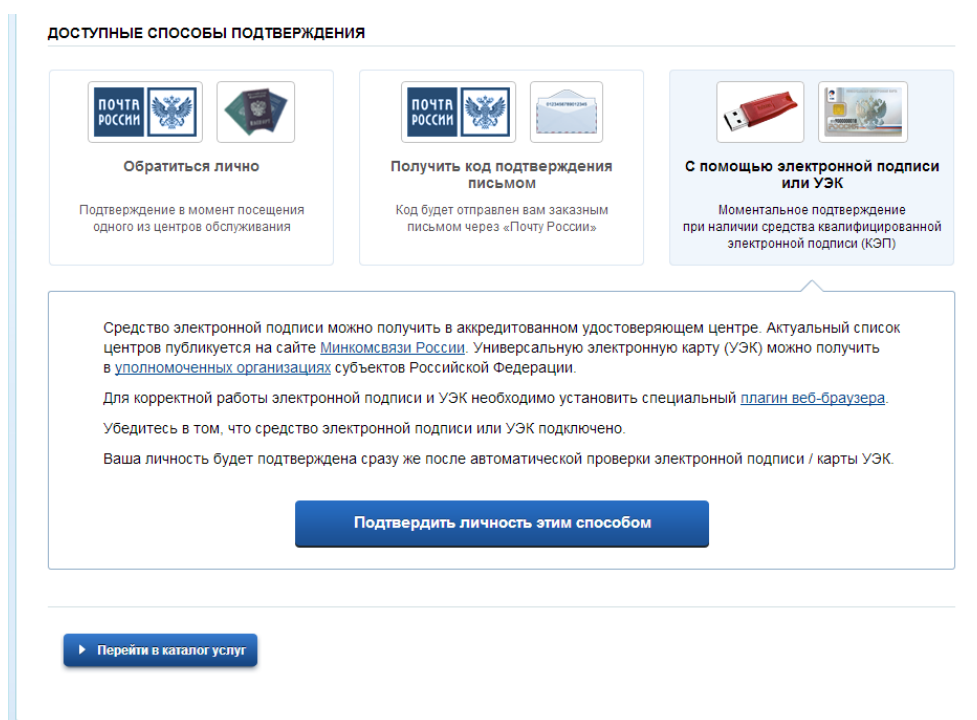 ДОСТУПНЫЕ СПОСОБЫ ПОДТВЕРЖДЕНИЯ
ПОЧТА
РОССИИ
Обратиться лично
Подтверждение в момент посещения
одного из центров обслуживания
ПОЧТА
РОССИИ
Получить код подтверждения
письмом
Код будет отправлен вам заказным
письмом через «Почту России»
С помощью электронной подписи
или УЭК
Моментальное подтверждение
при наличии средства квалифицированной
электронной подписи (КЭП)
Средство электронной подписи можно получить в аккредитованном удостоверяющем центре. Актуальный список
центров публикуется на сайте Минкомсвязи России. Универсальную электронную карту (УЭК) можно получить
в уполномоченных организациях субъектов Российской Федерации.
Для корректной работы электронной подписи и УЭК необходимо установить специальный плагин веб-браузера.
Убедитесь в том, что средство электронной подписи или УЭК подключено.
Ваша личность будет подтверждена сразу же после автоматической проверки электронной подписи / карты УЭК.
Подтвердить личность этим способом
Перейти в каталог услуг